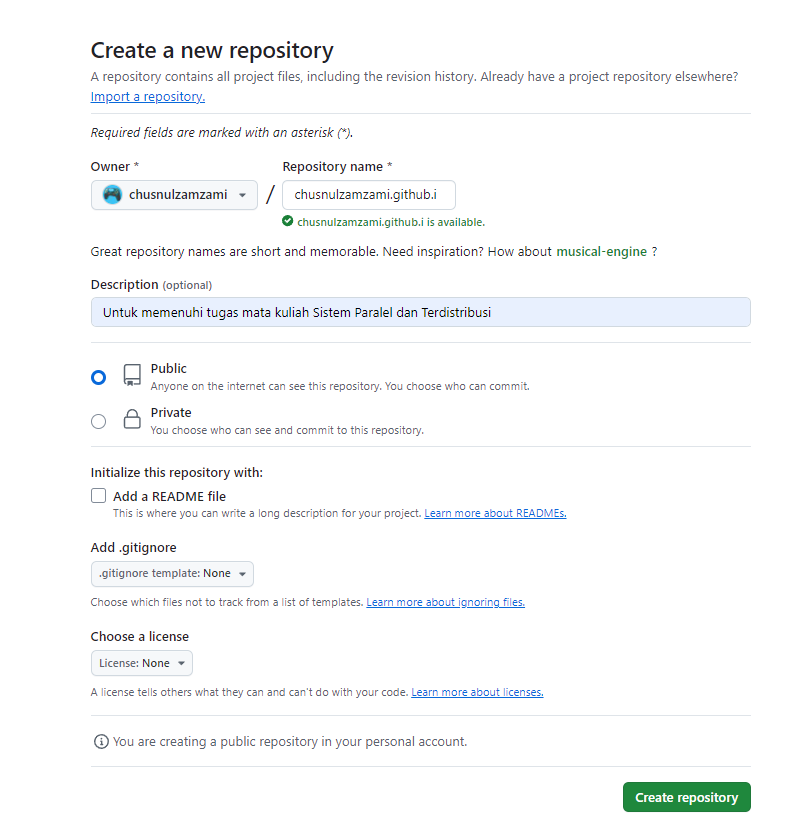 Create a new repository
A repository contains all project files, including the revision history. Already have a project repository elsewhere?
Import a repository.
Required fields are marked with an asterisk (*).
Owner * Repository name *
chusnulzamzami / chusnulzamzami.github.i
chusnulzamzami.github.i is available.
Great repository names are short and memorable. Need inspiration? How about musical-engine ?
Description (optional)
Untuk memenuhi tugas mata kuliah Sistem Paralel dan Terdistribusi
Public
Anyone on the internet can see this repository. You choose who can commit.
Private
You choose who can see and commit to this repository.
Initialize this repository with:
Add a README file
This is where you can write a long description for your project. Learn more about READMEs.
Add .gitignore
.gitignore template: None
Choose which files not to track from a list of templates. Learn more about ignoring files.
Choose a license
License: None
A license tells others what they can and can't do with your code. Learn more about licenses.
You are creating a public repository in your personal account.
Create repository